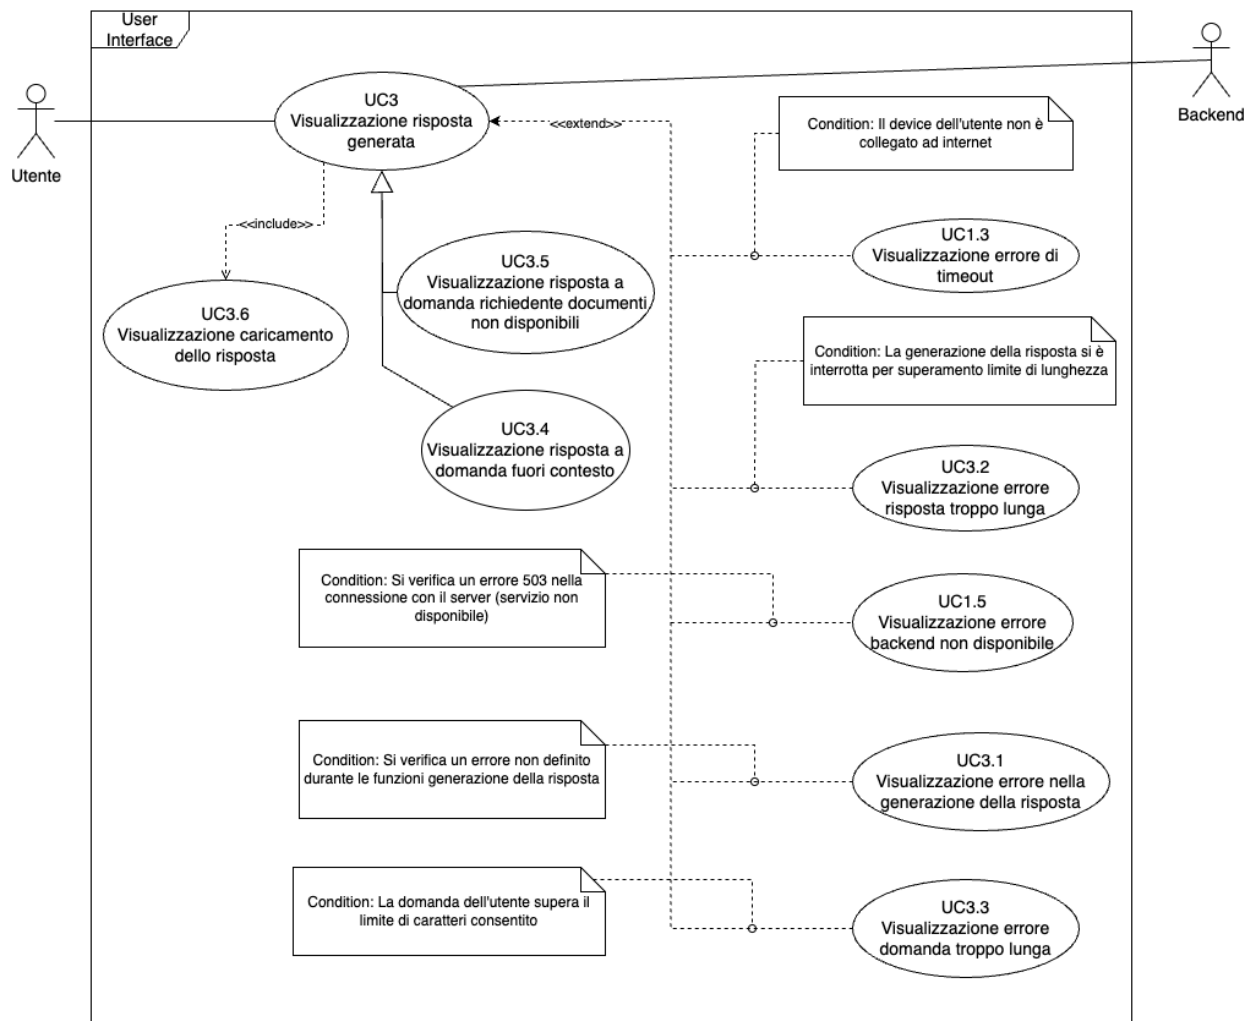 User
Interface
Backend
Utente
UC3
Visualizzazione risposta
generata
<<extend>>
Condition: Il device dell'utente non è
collegato ad internet
<<include>>
UC1.3
Visualizzazione errore di
timeout
UC3.5
Visualizzazione risposta a
domanda richiedente documenti
non disponibili
UC3.6
Visualizzazione caricamento
dello risposta
Condition: La generazione della risposta si è
interrotta per superamento limite di lunghezza
UC3.4
Visualizzazione risposta a
domanda fuori contesto
UC3.2
Visualizzazione errore
risposta troppo lunga
Condition: Si verifica un errore 503 nella
connessione con il server (servizio non
disponibile)
UC1.5
Visualizzazione errore
backend non disponibile
Condition: Si verifica un errore non definito
durante le funzioni generazione della risposta
UC3.1
Visualizzazione errore nella
generazione della risposta
Condition: La domanda dell'utente supera il
limite di caratteri consentito
UC3.3
Visualizzazione errore
domanda troppo lunga